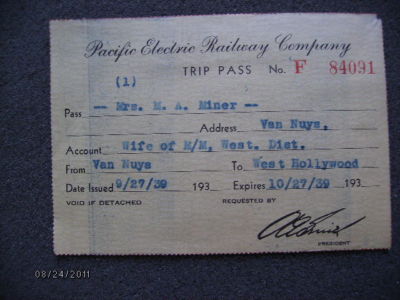 Pacific Electric Railway Company
TRIP PASS No. F 84091
(1)
Pass -- Mrs. M. A. Miner --
Address Van Nuys,
Account Wife of M/M, West. Dist.
From Van Nuys To West Hollywood
Date Issued 9/27/39 193 Expires 10/27/39 193
VOID IF DETACHED REQUESTED BY
PRESIDENT
08/24/2011